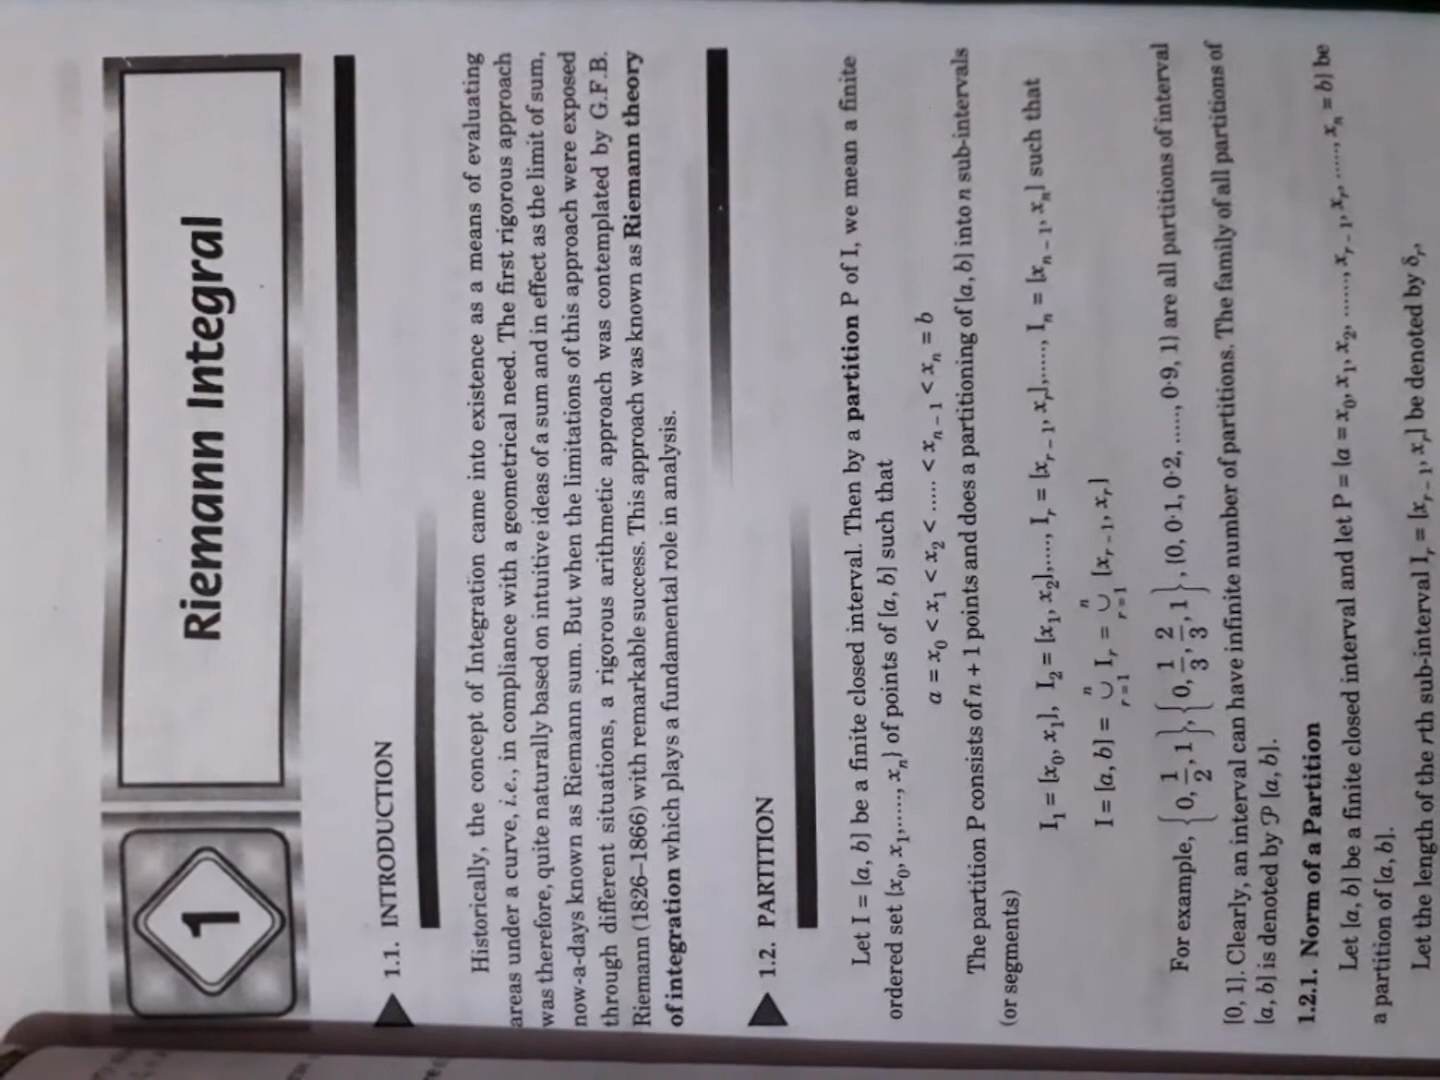 1
Riemann Integral
1.1. INTRODUCTION
Historically, the concept of Integration came into existence as a means of evaluating
areas under a curve, i.e., in compliance with a geometrical need. The first rigorous approach
was therefore, quite naturally based on intuitive ideas of a sum and in effect as the limit of sum,
now-a-days known as Riemann sum. But when the limitations of this approach were exposed
through different situations, a rigorous arithmetic approach was contemplated by G.F.B.
Riemann (1826–1866) with remarkable success. This approach was known as Riemann theory
of integration which plays a fundamental role in analysis.
1.2. PARTITION
Let I = [a, b] be a finite closed interval. Then by a partition P of I, we mean a finite
ordered set {x₀, x₁,....., xₙ} of points of [a, b] such that
a = x₀ < x₁ < x₂ < ..... < xₙ₋₁ < xₙ = b
The partition P consists of n + 1 points and does a partitioning of [a, b] into n sub-intervals
(or segments)
I₁ = [x₀, x₁], I₂ = [x₁, x₂],...., Iᵣ = [xᵣ₋₁, xᵣ],....., Iₙ = [xₙ₋₁, xₙ] such that
I = [a, b] = ∪ⁿᵣ₌₁ Iᵣ = ∪ⁿᵣ₌₁ [xᵣ₋₁, xᵣ]
For example, {0, 1/2, 1}, {0, 1/3, 2/3, 1}, {0, 0·1, 0·2, ....., 0·9, 1} are all partitions of interval
[0, 1]. Clearly, an interval can have infinite number of partitions. The family of all partitions of
[a, b] is denoted by 𝒫 [a, b].
1.2.1. Norm of a Partition
Let [a, b] be a finite closed interval and let P = {a = x₀, x₁, x₂, ......, xᵣ₋₁, xᵣ, ......, xₙ = b} be
a partition of [a, b].
Let the length of the rth sub-interval Iᵣ = [xᵣ₋₁, xᵣ] be denoted by δᵣ,